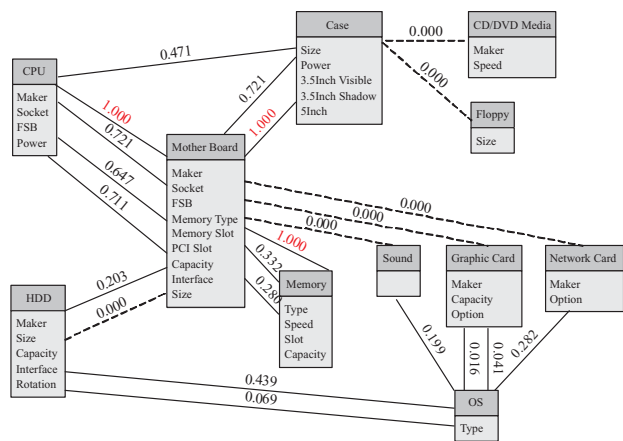 Case
Size
Power
3.5Inch Visible
3.5Inch Shadow
5Inch
CD/DVD Media
Maker
Speed
0.000
0.000
Floppy
Size
0.471
CPU
Maker
Socket
FSB
Power
1.000
0.721
0.647
0.711
0.721
1.000
Mother Board
Maker
Socket
FSB
Memory Type
Memory Slot
PCI Slot
Capacity
Interface
Size
0.000
0.000
0.000
1.000
0.332
0.280
Memory
Type
Speed
Slot
Capacity
Sound
Graphic Card
Maker
Capacity
Option
Network Card
Maker
Option
0.203
0.000
HDD
Maker
Size
Capacity
Interface
Rotation
0.199
0.016
0.041
0.282
0.439
0.069
OS
Type